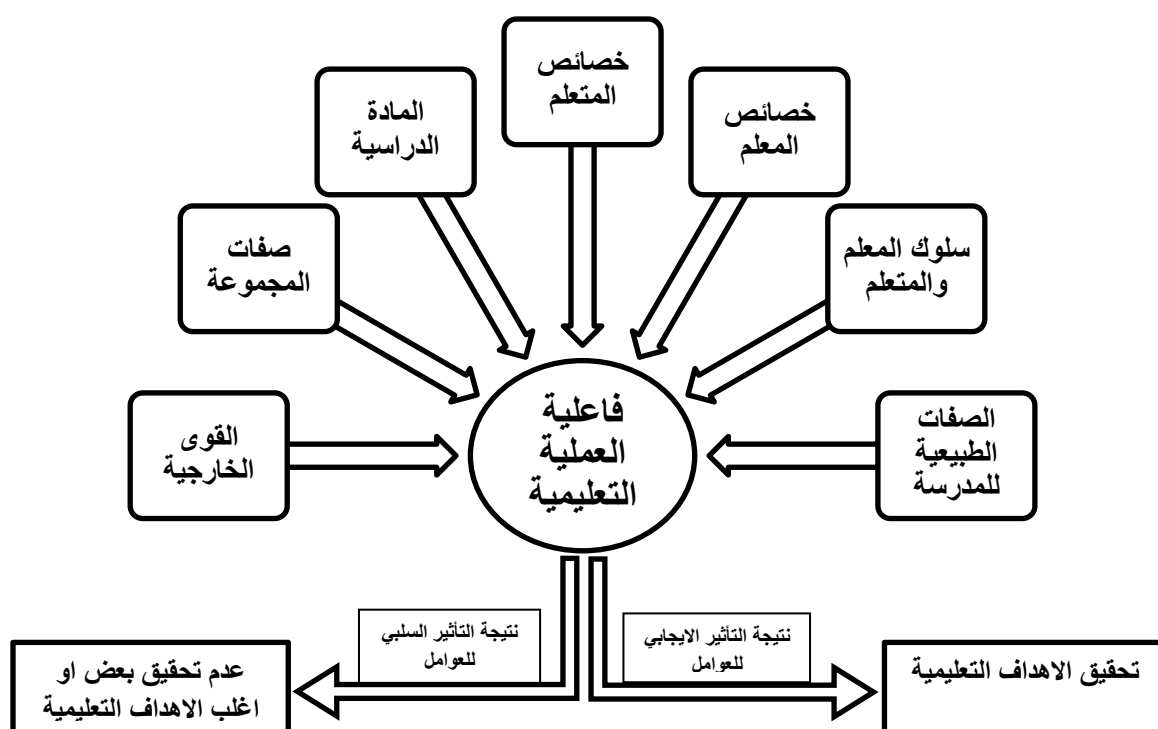 خصائص
المتعلم
خصائص
المعلم
المادة
الدراسية
سلوك المعلم
والمتعلم
صفات
المجموعة
الصفات
الطبيعية
للمدرسة
القوى
الخارجية
فاعلية
العملية
التعليمية
نتيجة التأثير الايجابي
للعوامل
نتيجة التأثير السلبي
للعوامل
تحقيق الاهداف التعليمية
عدم تحقيق بعض او
اغلب الاهداف التعليمية